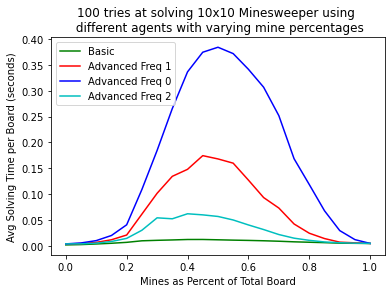 100 tries at solving 10x10 Minesweeper using
different agents with varying mine percentages
Avg Solving Time per Board (seconds)
0.40
0.35
0.30
0.25
0.20
0.15
0.10
0.05
0.00
Basic
Advanced Freq 1
Advanced Freq 0
Advanced Freq 2
0.0 0.2 0.4 0.6 0.8 1.0
Mines as Percent of Total Board